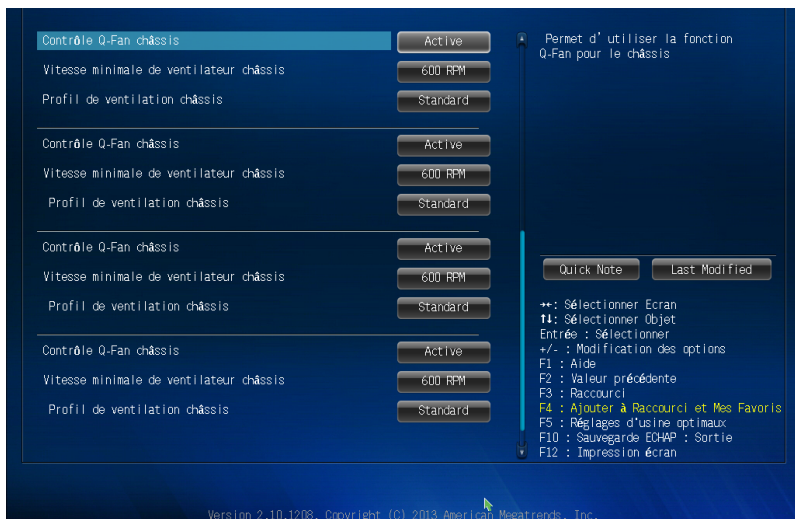 Contrôle Q-Fan châssis Active
Vitesse minimale de ventilateur châssis 600 RPM
Profil de ventilation châssis Standard
Contrôle Q-Fan châssis Active
Vitesse minimale de ventilateur châssis 600 RPM
Profil de ventilation châssis Standard
Contrôle Q-Fan châssis Active
Vitesse minimale de ventilateur châssis 600 RPM
Profil de ventilation châssis Standard
Contrôle Q-Fan châssis Active
Vitesse minimale de ventilateur châssis 600 RPM
Profil de ventilation châssis Standard
Permet d'utiliser la fonction
Q-Fan pour le châssis
Quick Note Last Modified
→←: Sélectionner Ecran
↑↓: Sélectionner Objet
Entrée : Sélectionner
+/- : Modification des options
F1 : Aide
F2 : Valeur précédente
F3 : Raccourci
F4 : Ajouter à Raccourci et Mes Favoris
F5 : Réglages d'usine optimaux
F10 : Sauvegarde ECHAP : Sortie
F12 : Impression écran
Version 2.10.1208. Copyright (C) 2013 American Megatrends, Inc.